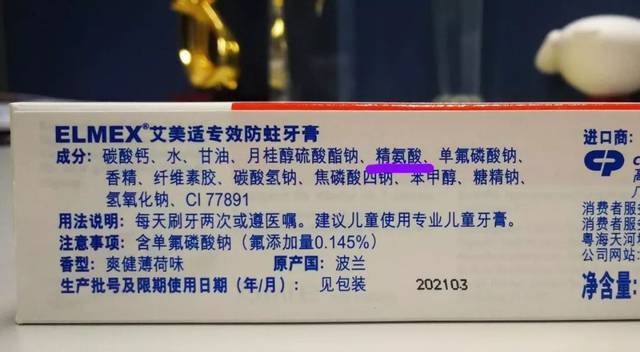 ELMEX®艾美适专效防蛀牙膏
成分：碳酸钙、水、甘油、月桂醇硫酸酯钠、精氨酸、单氟磷酸钠、
香精、纤维素胶、碳酸氢钠、焦磷酸四钠、苯甲醇、糖精钠、
氢氧化钠、CI 77891
用法说明：每天刷牙两次或遵医嘱。建议儿童使用专业儿童牙膏。
注意事项：含单氟磷酸钠（氟添加量0.145%）
香型：爽健薄荷味 原产国：波兰
生产批号及限期使用日期（年/月）：见包装 202103
进口商：
CP
消费者服
消费者服
粤海天河
公司网站
净含量: